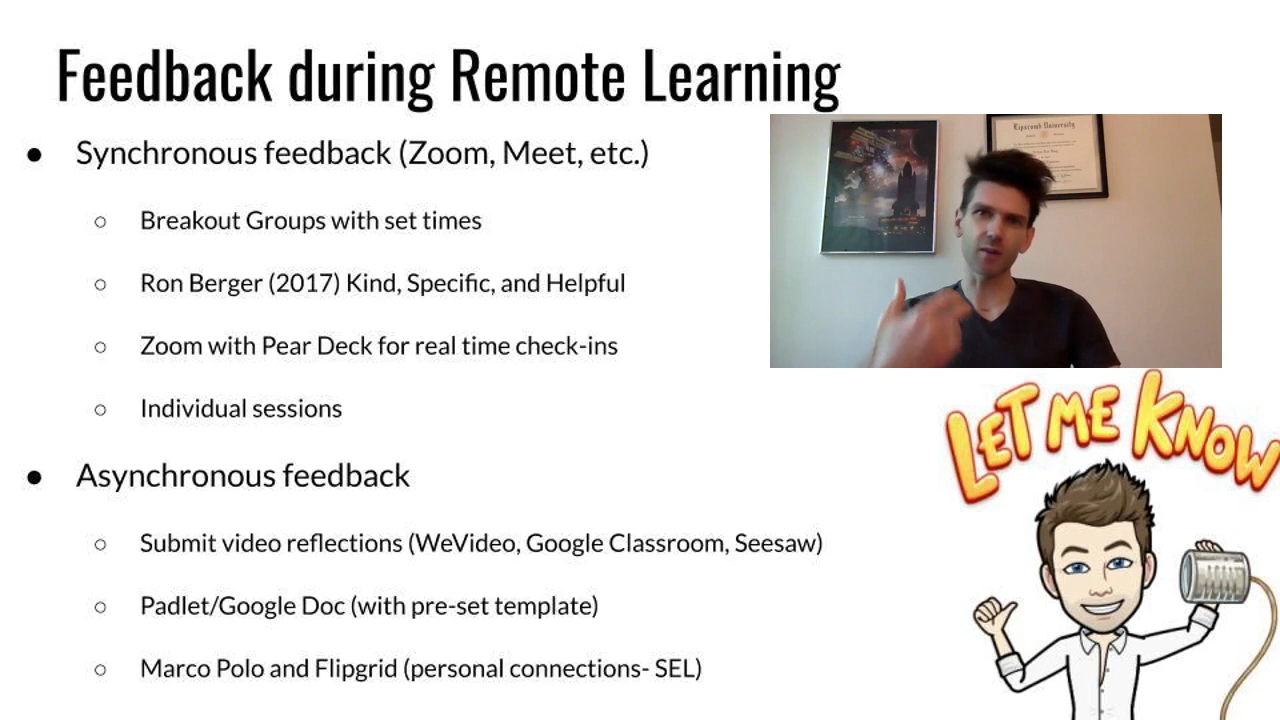 Feedback during Remote Learning
● Synchronous feedback (Zoom, Meet, etc.)
○ Breakout Groups with set times
○ Ron Berger (2017) Kind, Specific, and Helpful
○ Zoom with Pear Deck for real time check-ins
○ Individual sessions
● Asynchronous feedback
○ Submit video reflections (WeVideo, Google Classroom, Seesaw)
○ Padlet/Google Doc (with pre-set template)
○ Marco Polo and Flipgrid (personal connections- SEL)
Lipscomb University
LET ME KNOW